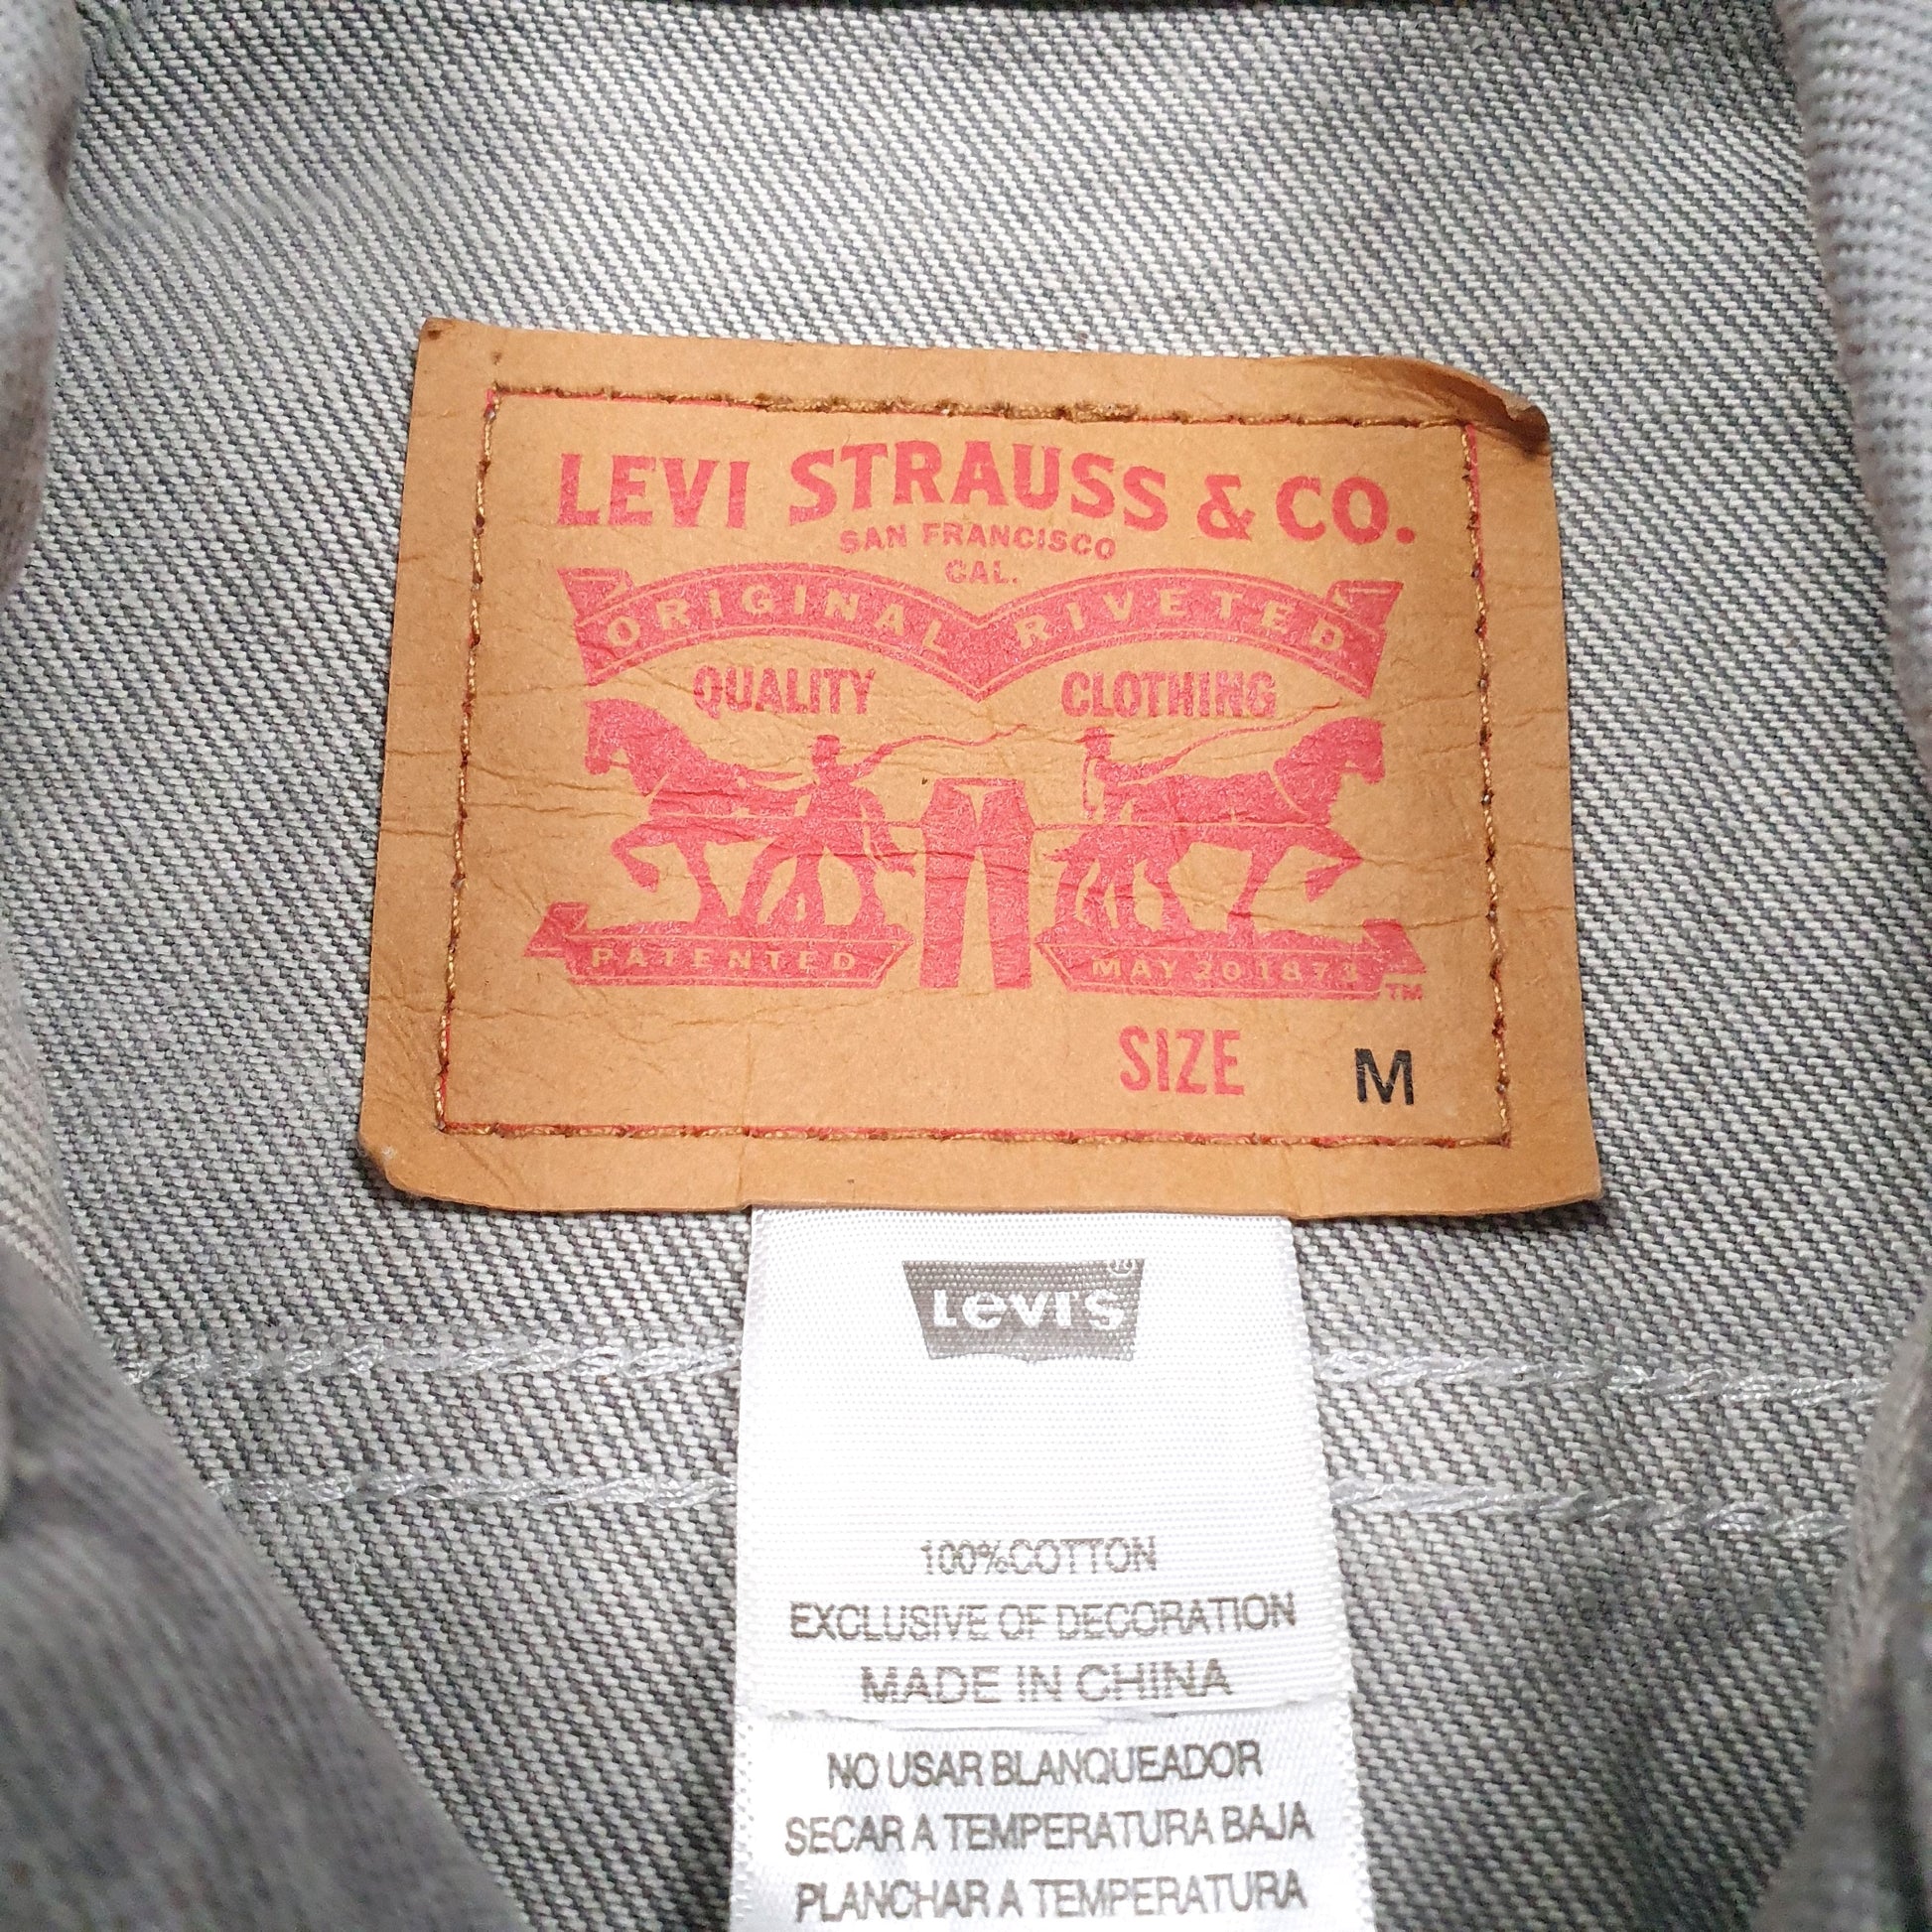 LEVI STRAUSS & CO.
SAN FRANCISCO
CAL.
ORIGINAL RIVETED
QUALITY CLOTHING
PATENTED MAY 20 1873 ™
SIZE M
Levi's ®
100%COTTON
EXCLUSIVE OF DECORATION
MADE IN CHINA
NO USAR BLANQUEADOR
SECAR A TEMPERATURA BAJA
PLANCHAR A TEMPERATURA